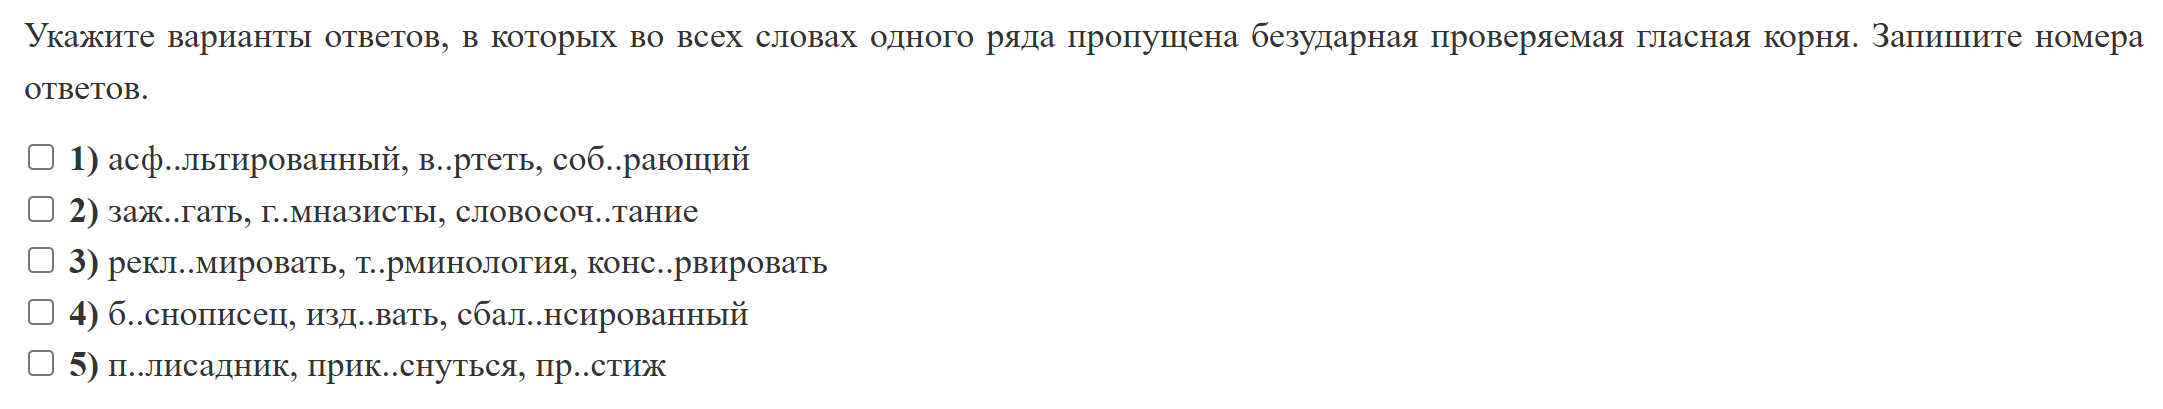 Укажите варианты ответов, в которых во всех словах одного ряда пропущена безударная проверяемая гласная корня. Запишите номера
ответов.
1) асф..льтированный, в..ртеть, соб..рающий
2) заж..гать, г..мназисты, словосоч..тание
3) рекл..мировать, т..рминология, конс..рвировать
4) б..снописец, изд..вать, сбал..нсированный
5) п..лисадник, прик..снуться, пр..стиж